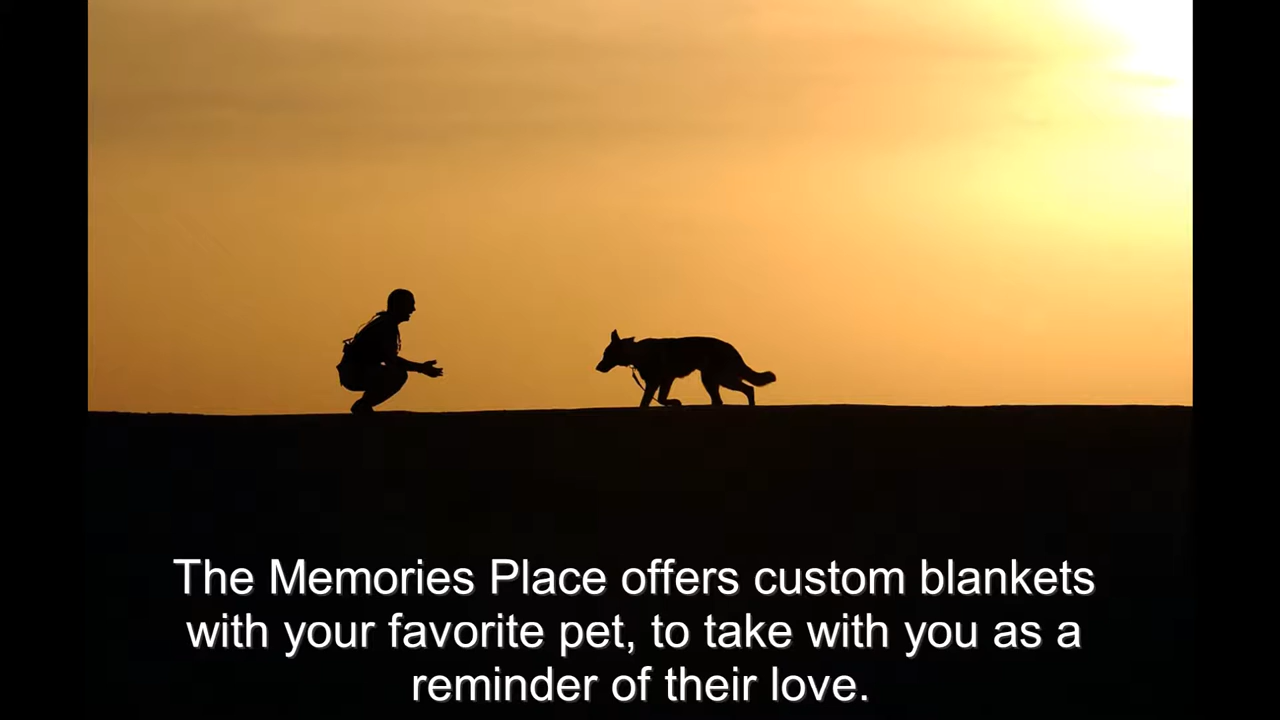 The Memories Place offers custom blankets
with your favorite pet, to take with you as a
reminder of their love.